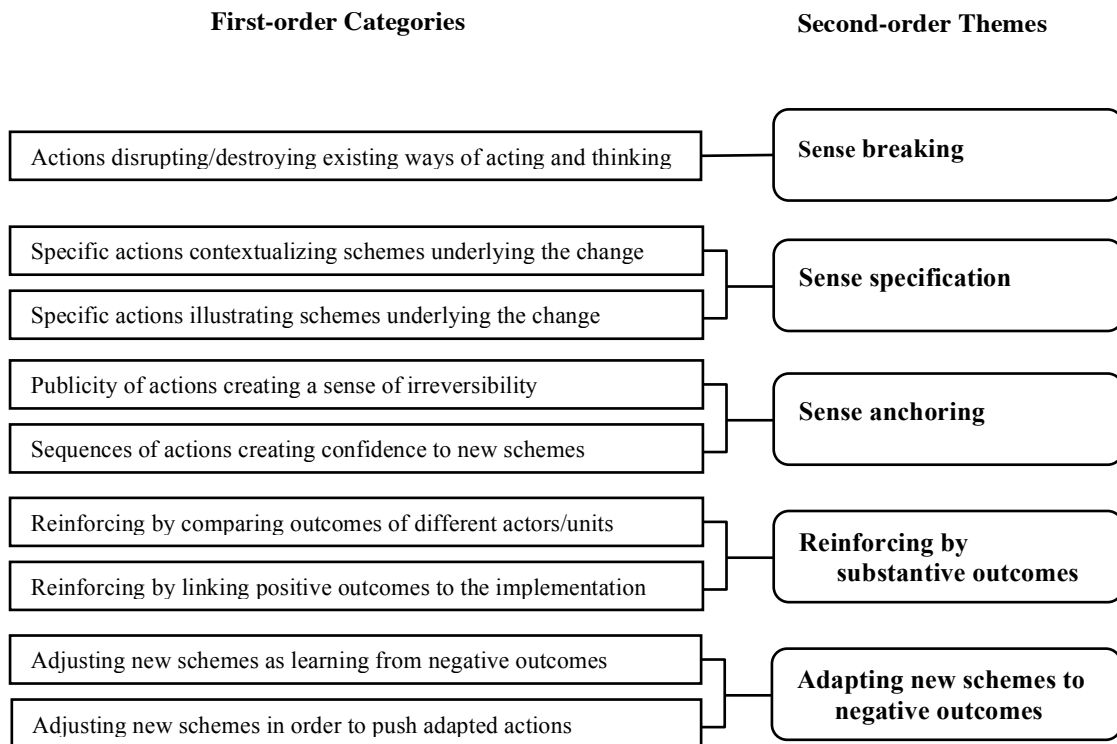 First-order Categories
Second-order Themes
Actions disrupting/destroying existing ways of acting and thinking
Sense breaking
Specific actions contextualizing schemes underlying the change
Specific actions illustrating schemes underlying the change
Sense specification
Publicity of actions creating a sense of irreversibility
Sequences of actions creating confidence to new schemes
Sense anchoring
Reinforcing by comparing outcomes of different actors/units
Reinforcing by linking positive outcomes to the implementation
Reinforcing by
substantive outcomes
Adjusting new schemes as learning from negative outcomes
Adjusting new schemes in order to push adapted actions
Adapting new schemes to
negative outcomes